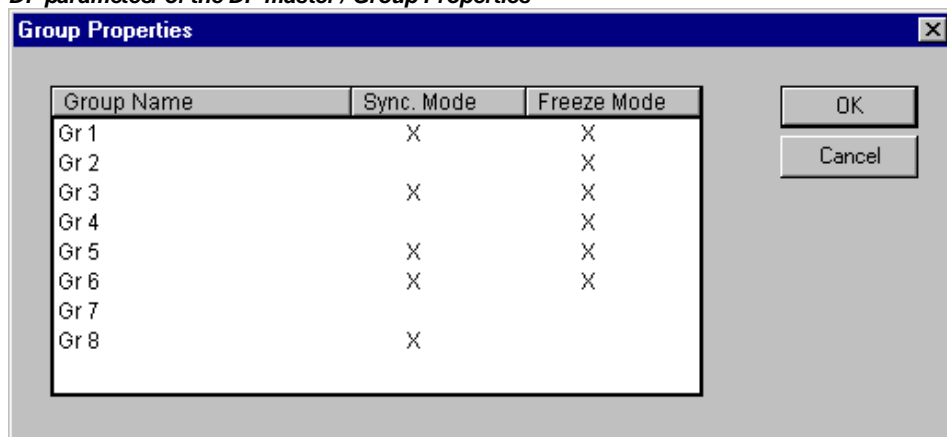 DP parameter of the DP master / Group Properties
Group Properties
Group Name Sync. Mode Freeze Mode
Gr 1 X X
Gr 2 X
Gr 3 X X
Gr 4 X
Gr 5 X X
Gr 6 X X
Gr 7
Gr 8 X
OK
Cancel